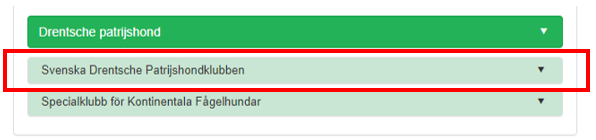 Drentsche patrijshond
Svenska Drentsche Patrijshondklubben
Specialklubb för Kontinentala Fågelhundar